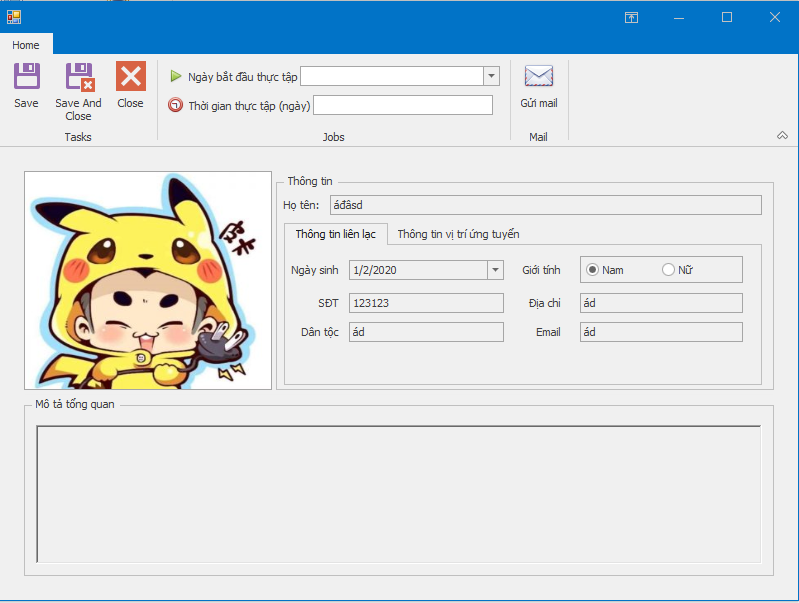 Home
Save
Save And
Close
Close
Tasks
Ngày bắt đầu thực tập
Thời gian thực tập (ngày)
Jobs
Gửi mail
Mail
皮卡
Thông tin
Họ tên: áđâsd
Thông tin liên lạc Thông tin vị trí ứng tuyển
Ngày sinh 1/2/2020 Giới tính Nam Nữ
SĐT 123123 Địa chỉ ád
Dân tộc ád Email ád
Mô tả tổng quan